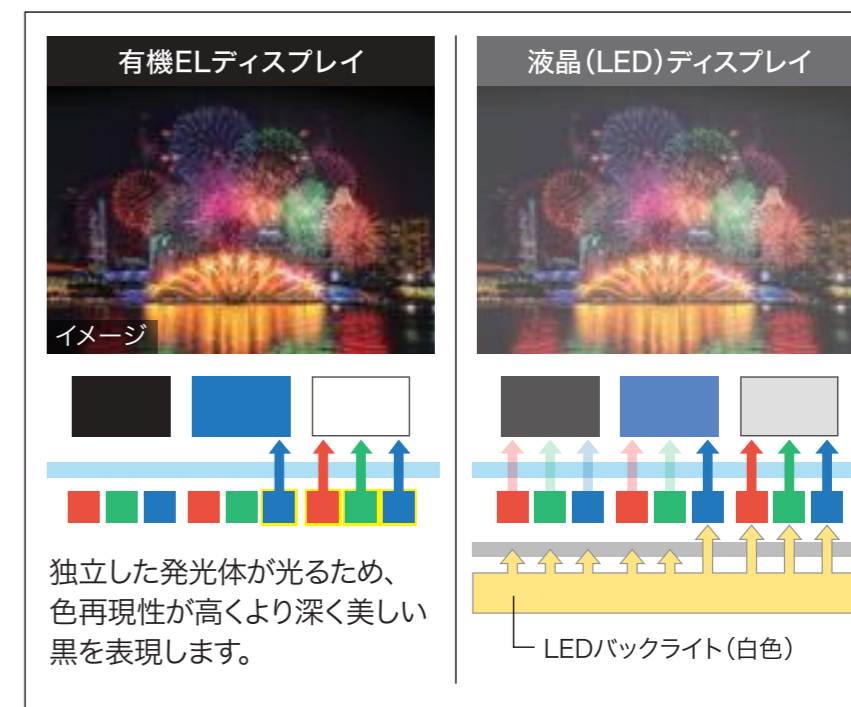 有機ELディスプレイ
イメージ
独立した発光体が光るため、
色再現性が高くより深く美しい
黒を表現します。
液晶（LED）ディスプレイ
LEDバックライト（白色）